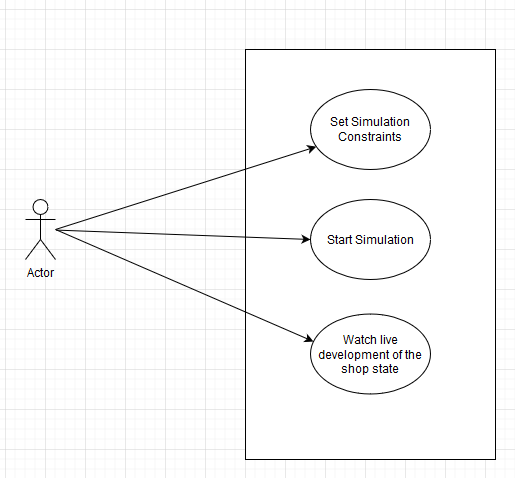 Set Simulation
Constraints
Start Simulation
Actor
Watch live
development of the
shop state